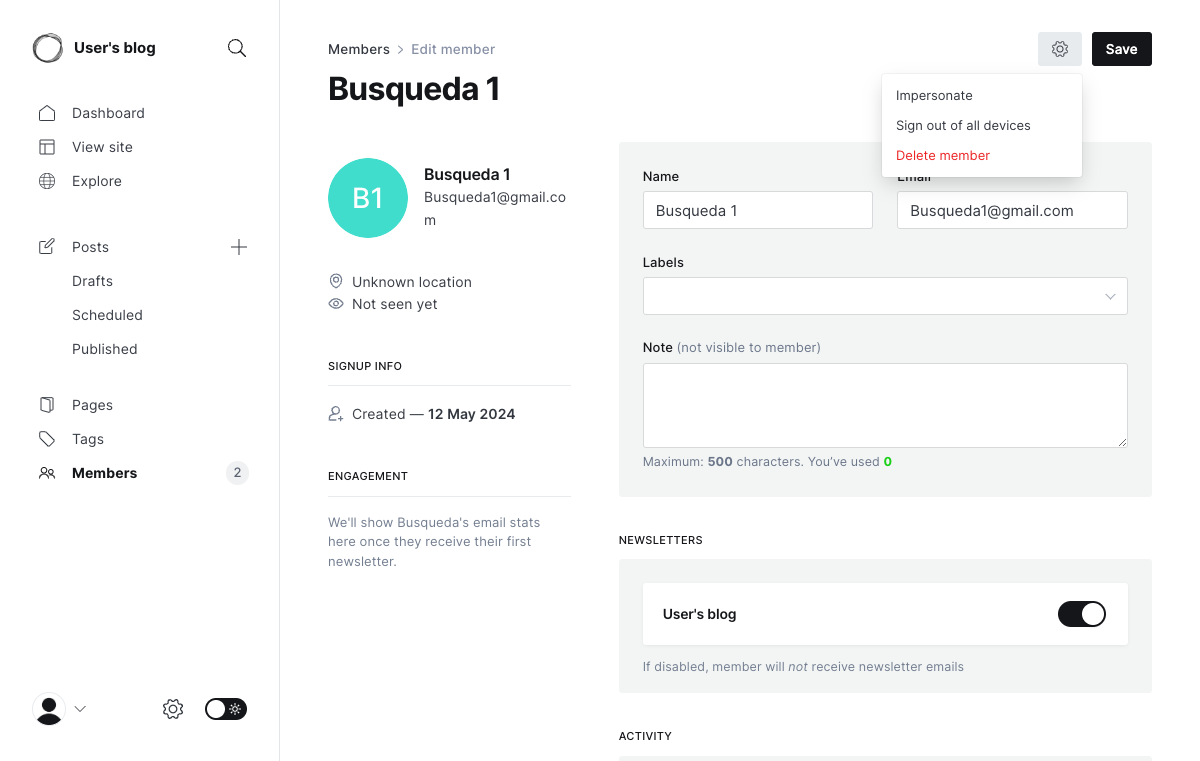 User's blog
Dashboard
View site
Explore
Posts
Drafts
Scheduled
Published
Pages
Tags
Members 2
Members > Edit member
Save
Busqueda 1
Impersonate
Sign out of all devices
Delete member
B1
Busqueda 1
Busqueda1@gmail.co
m
Unknown location
Not seen yet
SIGNUP INFO
Created — 12 May 2024
ENGAGEMENT
We'll show Busqueda's email stats
here once they receive their first
newsletter.
Name
Email
Busqueda 1
Busqueda1@gmail.com
Labels
Note (not visible to member)
Maximum: 500 characters. You've used 0
NEWSLETTERS
User's blog
If disabled, member will not receive newsletter emails
ACTIVITY